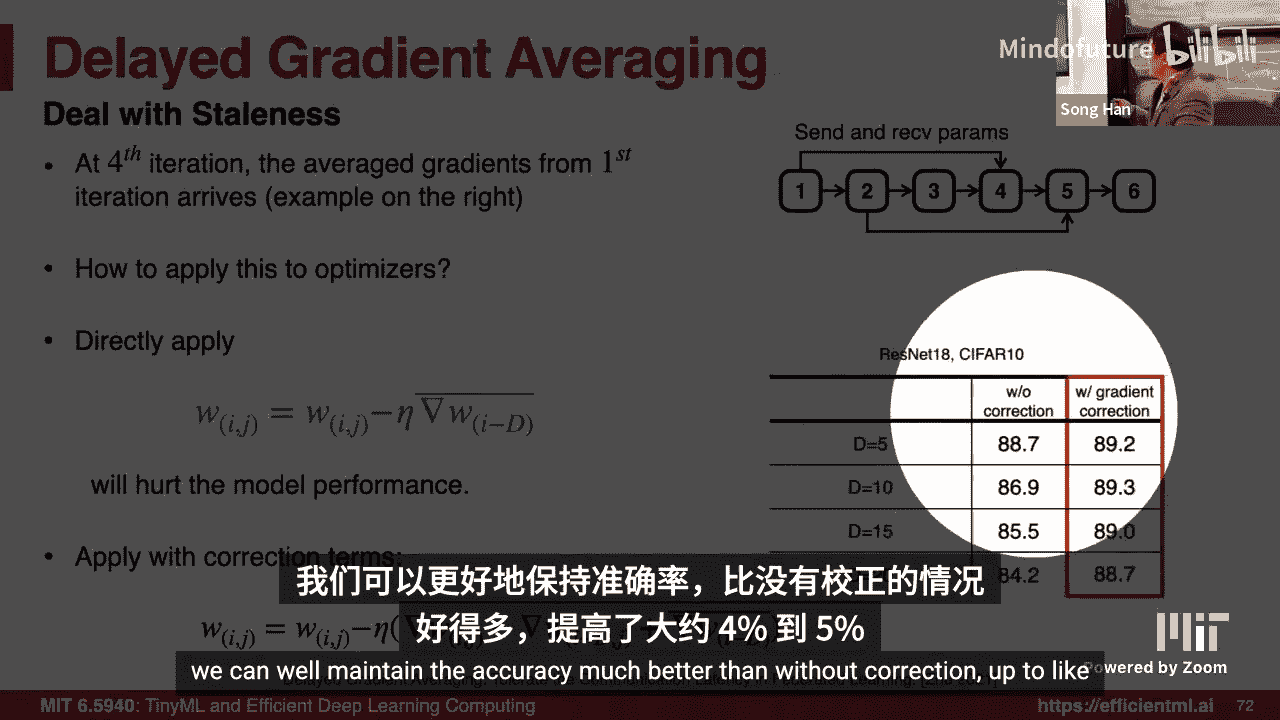 Delayed Gradient Averaging
Mindofuture bilibili
Song Han
Deal with Staleness
• At 4th iteration, the averaged gradients from 1st
iteration arrives (example on the right)
Send and recv params
1 2 3 4 5 6
• How to apply this to optimizers?
• Directly apply
w(i,j) = w(i,j) − η ∇w(i−D)
will hurt the model performance.
• Apply with correction terms:
w(i,j) = w(i,j) − η(
ResNet18, CIFAR10
w/o correction w/ gradient correction
D=5 88.7 89.2
D=10 86.9 89.3
D=15 85.5 89.0
84.2 88.7
我们可以更好地保持准确率，比没有校正的情况
好得多，提高了大约 4% 到 5%
we can well maintain the accuracy much better than without correction, up to like
MIT
Powered by Zoom
MIT 6.5940: TinyML and Efficient Deep Learning Computing
https://efficientml.ai 72